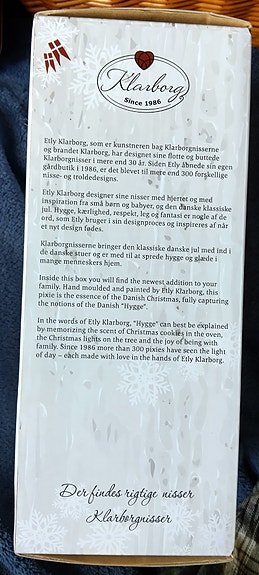 Klarborg
Since 1986
Etly Klarborg, som er kunstneren bag Klarborgnisserne
og brandet Klarborg, har designet sine flotte og buttede
Klarborgnisser i mere end 30 år. Siden Etly åbnede sin egen
gårdbutik i 1986, er det blevet til mere end 300 forskellige
nisse- og troldedesigns.
Etly Klarborg designer sine nisser med hjertet og med
inspiration fra små børn og babyer, og den danske klassiske
jul. Hygge, kærlighed, respekt, leg og fantasi er nogle af de
ord, som Etly bruger i sin designproces og inspireres af når
et nyt design fødes.
Klarborgnisserne bringer den klassiske danske jul med ind i
de danske stuer og er med til at sprede hygge og glæde i
mange menneskers hjem.
Inside this box you will find the newest addition to your
family. Hand moulded and painted by Etly Klarborg, this
pixie is the essence of the Danish Christmas, fully capturing
the notions of the Danish "Hygge".
In the words of Etly Klarborg, "Hygge" can best be explained
by memorizing the scent of Christmas cookies in the oven,
the Christmas lights on the tree and the joy of being with
family. Since 1986 more than 300 pixies have seen the light
of day – each made with love in the hands of Etly Klarborg.
Der findes rigtige nisser
Klarborgnisser